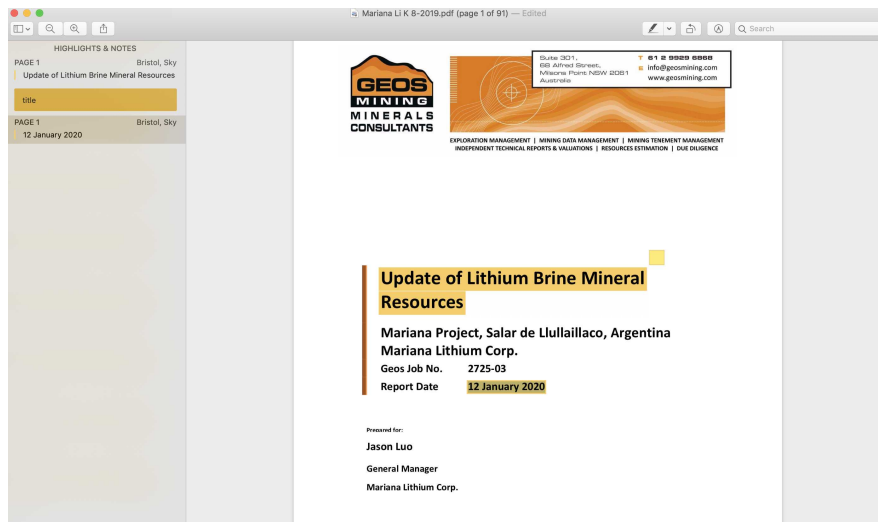 Mariana Li K 8-2019.pdf (page 1 of 91) — Edited
Search
HIGHLIGHTS & NOTES
PAGE 1 Bristol, Sky
Update of Lithium Brine Mineral Resources
title
PAGE 1 Bristol, Sky
12 January 2020
GEOS
MINING
MINERALS
CONSULTANTS
Suite 301,
68 Alfred Street,
Milsons Point NSW 2061
Australia
T 61 2 9929 6868
E info@geosmining.com
www.geosmining.com
EXPLORATION MANAGEMENT | MINING DATA MANAGEMENT | MINING TENEMENT MANAGEMENT
INDEPENDENT TECHNICAL REPORTS & VALUATIONS | RESOURCES ESTIMATION | DUE DILIGENCE
Update of Lithium Brine Mineral
Resources
Mariana Project, Salar de Llullaillaco, Argentina
Mariana Lithium Corp.
Geos Job No. 2725-03
Report Date 12 January 2020
Prepared for:
Jason Luo
General Manager
Mariana Lithium Corp.